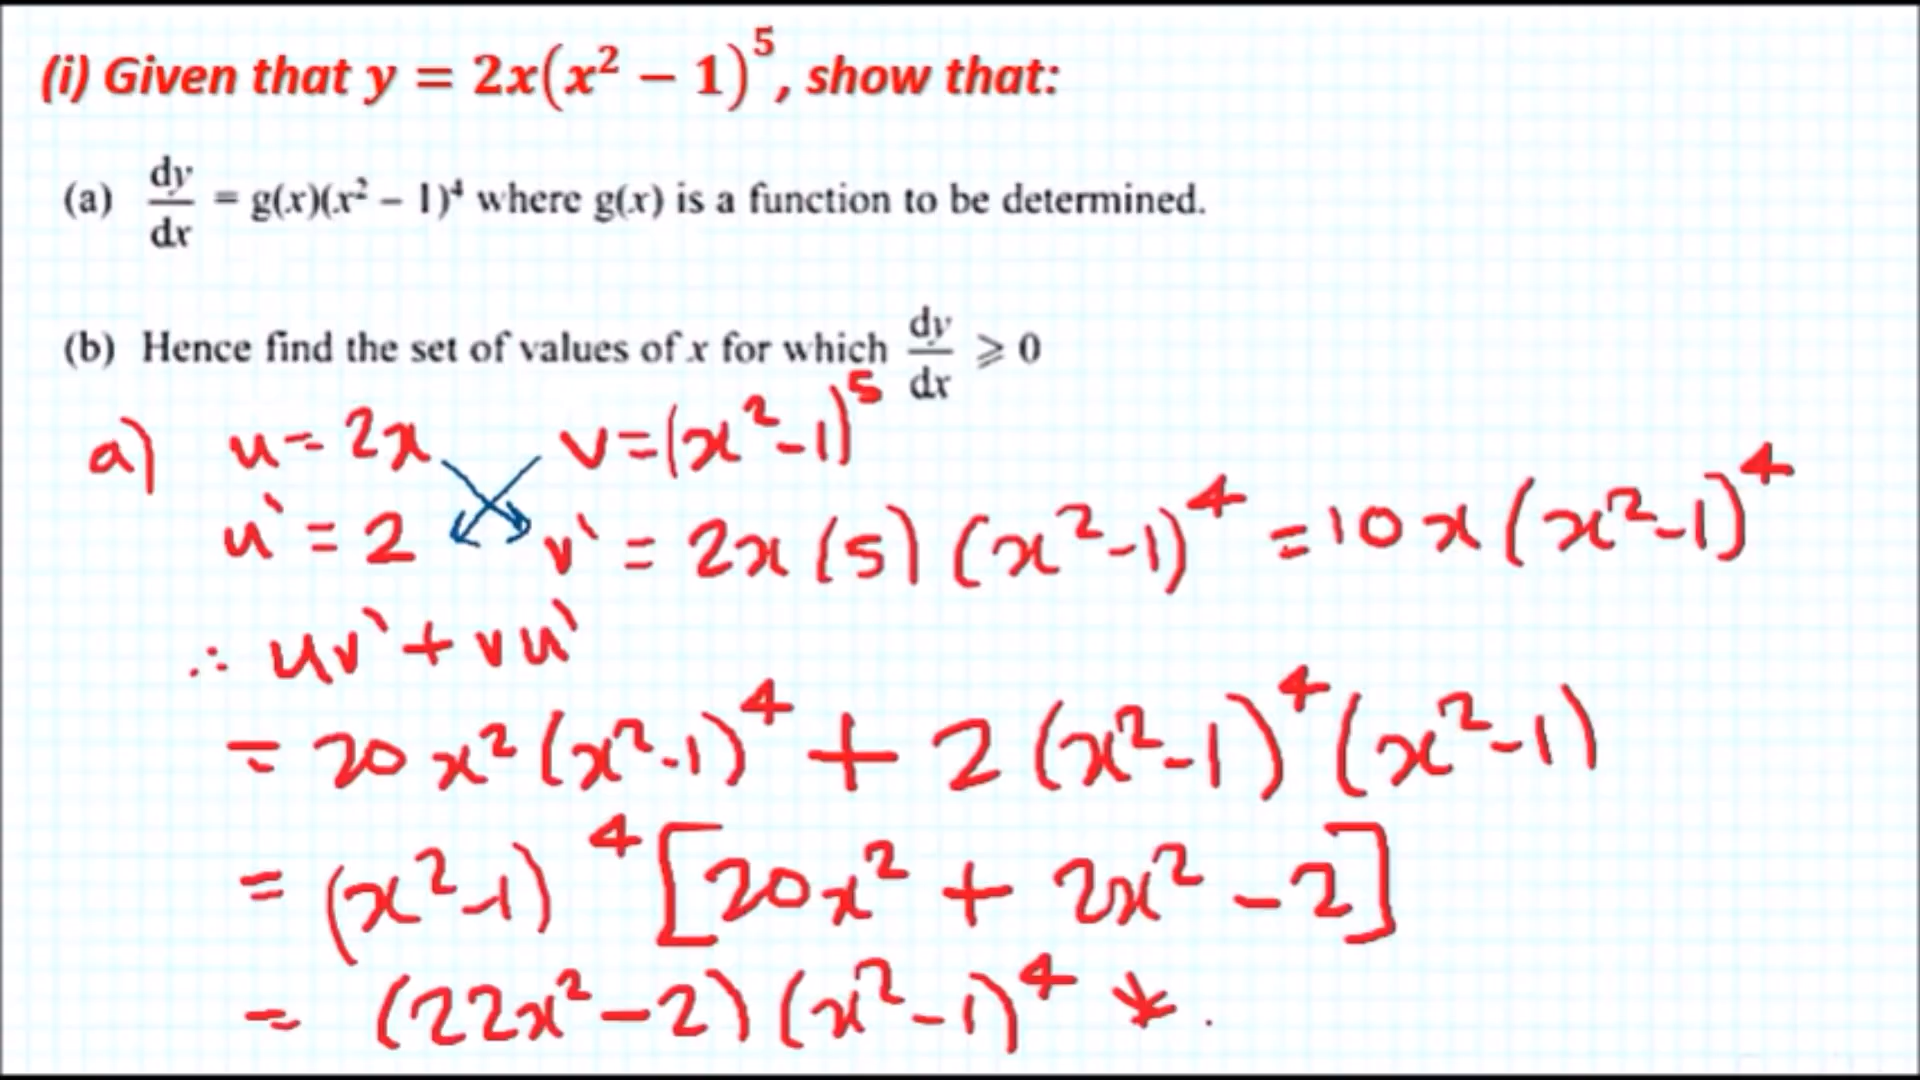 (i) Given that y = 2x(x² − 1)⁵, show that:
(a) dy/dx = g(x)(x² − 1)⁴ where g(x) is a function to be determined.
(b) Hence find the set of values of x for which dy/dx ⩾ 0
a) u = 2x v = (x² - 1)⁵
u' = 2 v' = 2x (5) (x² - 1)⁴ = 10x (x² - 1)⁴
∴ uv' + vu'
= 20x² (x² - 1)⁴ + 2 (x² - 1)⁴ (x² - 1)
= (x² - 1)⁴ [20x² + 2x² - 2]
= (22x² - 2) (x² - 1)⁴ *.